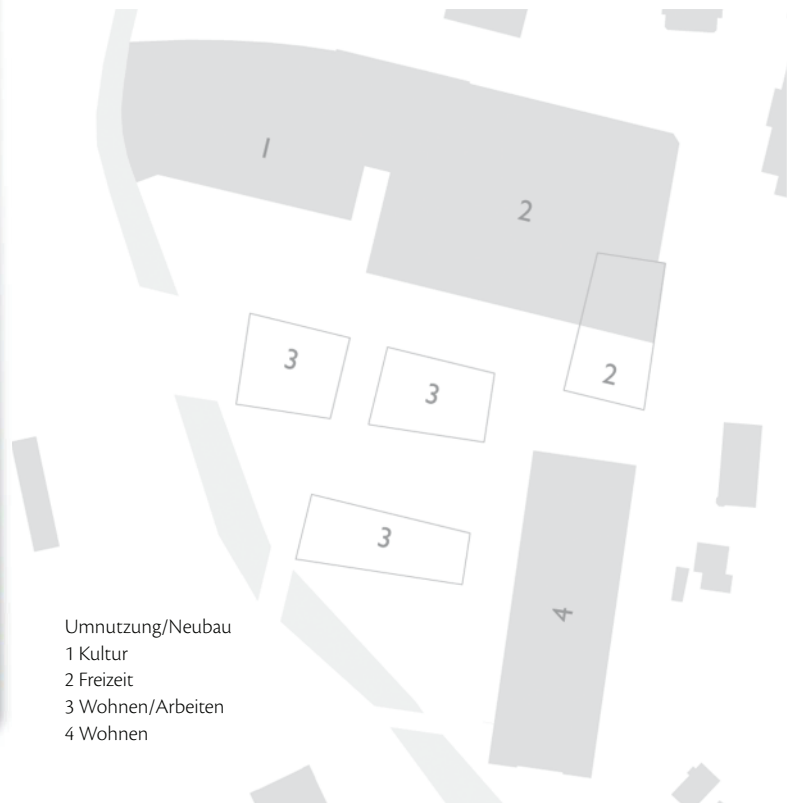 1
2
3
3
2
3
4
Umnutzung/Neubau
1 Kultur
2 Freizeit
3 Wohnen/Arbeiten
4 Wohnen